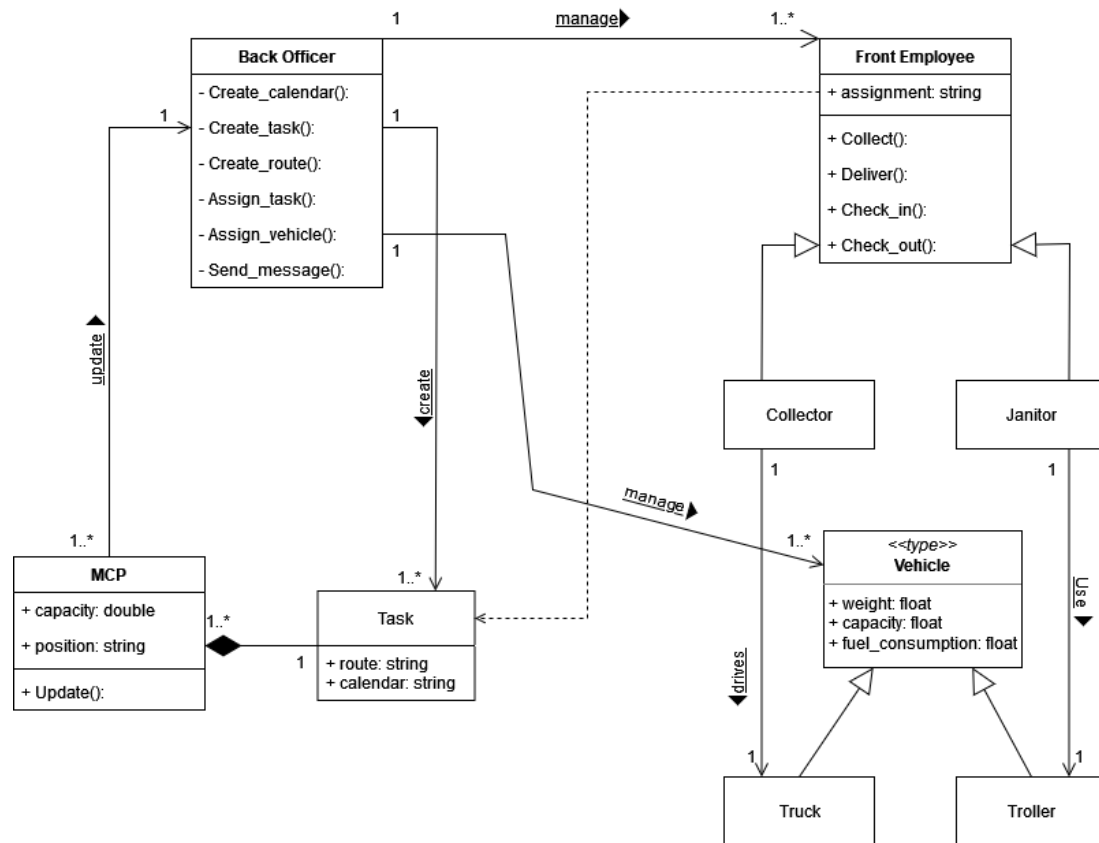 1
manage
1..*
Back Officer
- Create_calendar():
- Create_task():
- Create_route():
- Assign_task():
- Assign_vehicle():
- Send_message():
Front Employee
+ assignment: string
+ Collect():
+ Deliver():
+ Check_in():
+ Check_out():
1
1
1
update
create
manage
Collector
Janitor
1
1
1..*
1..*
1..*
MCP
+ capacity: double
+ position: string
+ Update():
1..*
1
Task
+ route: string
+ calendar: string
<<type>>
Vehicle
+ weight: float
+ capacity: float
+ fuel_consumption: float
drives
Use
1
1
Truck
Troller